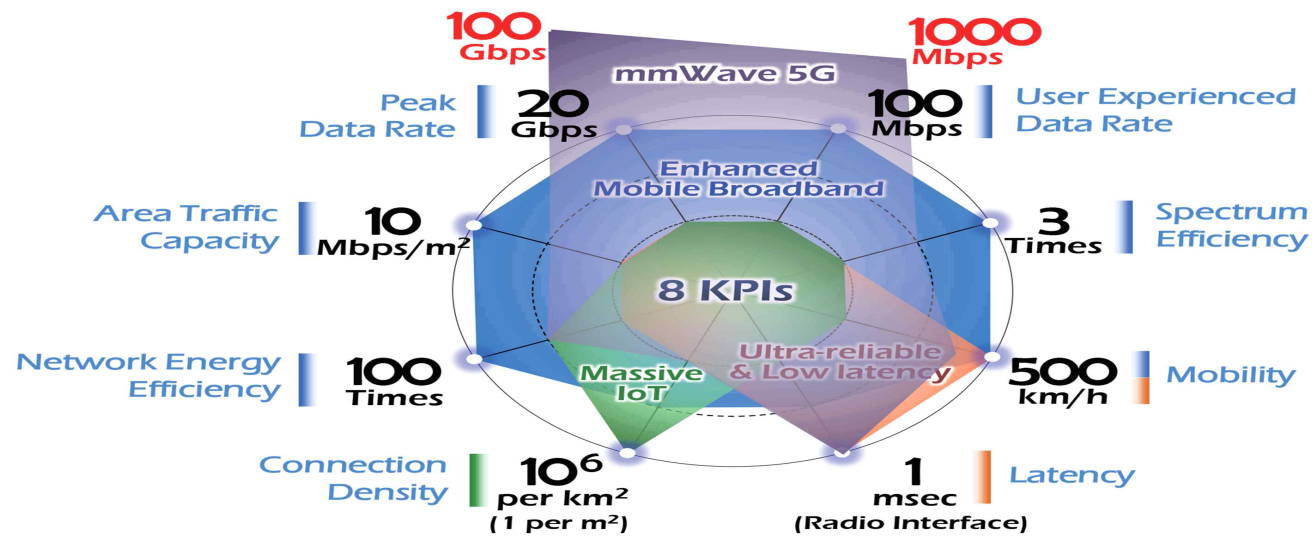 100
Gbps
1000
Mbps
mmWave 5G
Peak
Data Rate
20
Gbps
100
Mbps
User Experienced
Data Rate
Enhanced
Mobile Broadband
Area Traffic
Capacity
10
Mbps/m²
3
Times
Spectrum
Efficiency
8 KPIs
Network Energy
Efficiency
100
Times
Massive
IoT
Ultra-reliable
& Low latency
500
km/h
Mobility
Connection
Density
10⁶
per km²
(1 per m²)
1
msec
(Radio Interface)
Latency